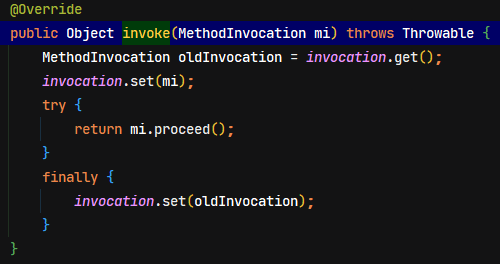 @Override
public Object invoke(MethodInvocation mi) throws Throwable {
MethodInvocation oldInvocation = invocation.get();
invocation.set(mi);
try {
return mi.proceed();
}
finally {
invocation.set(oldInvocation);
}
}